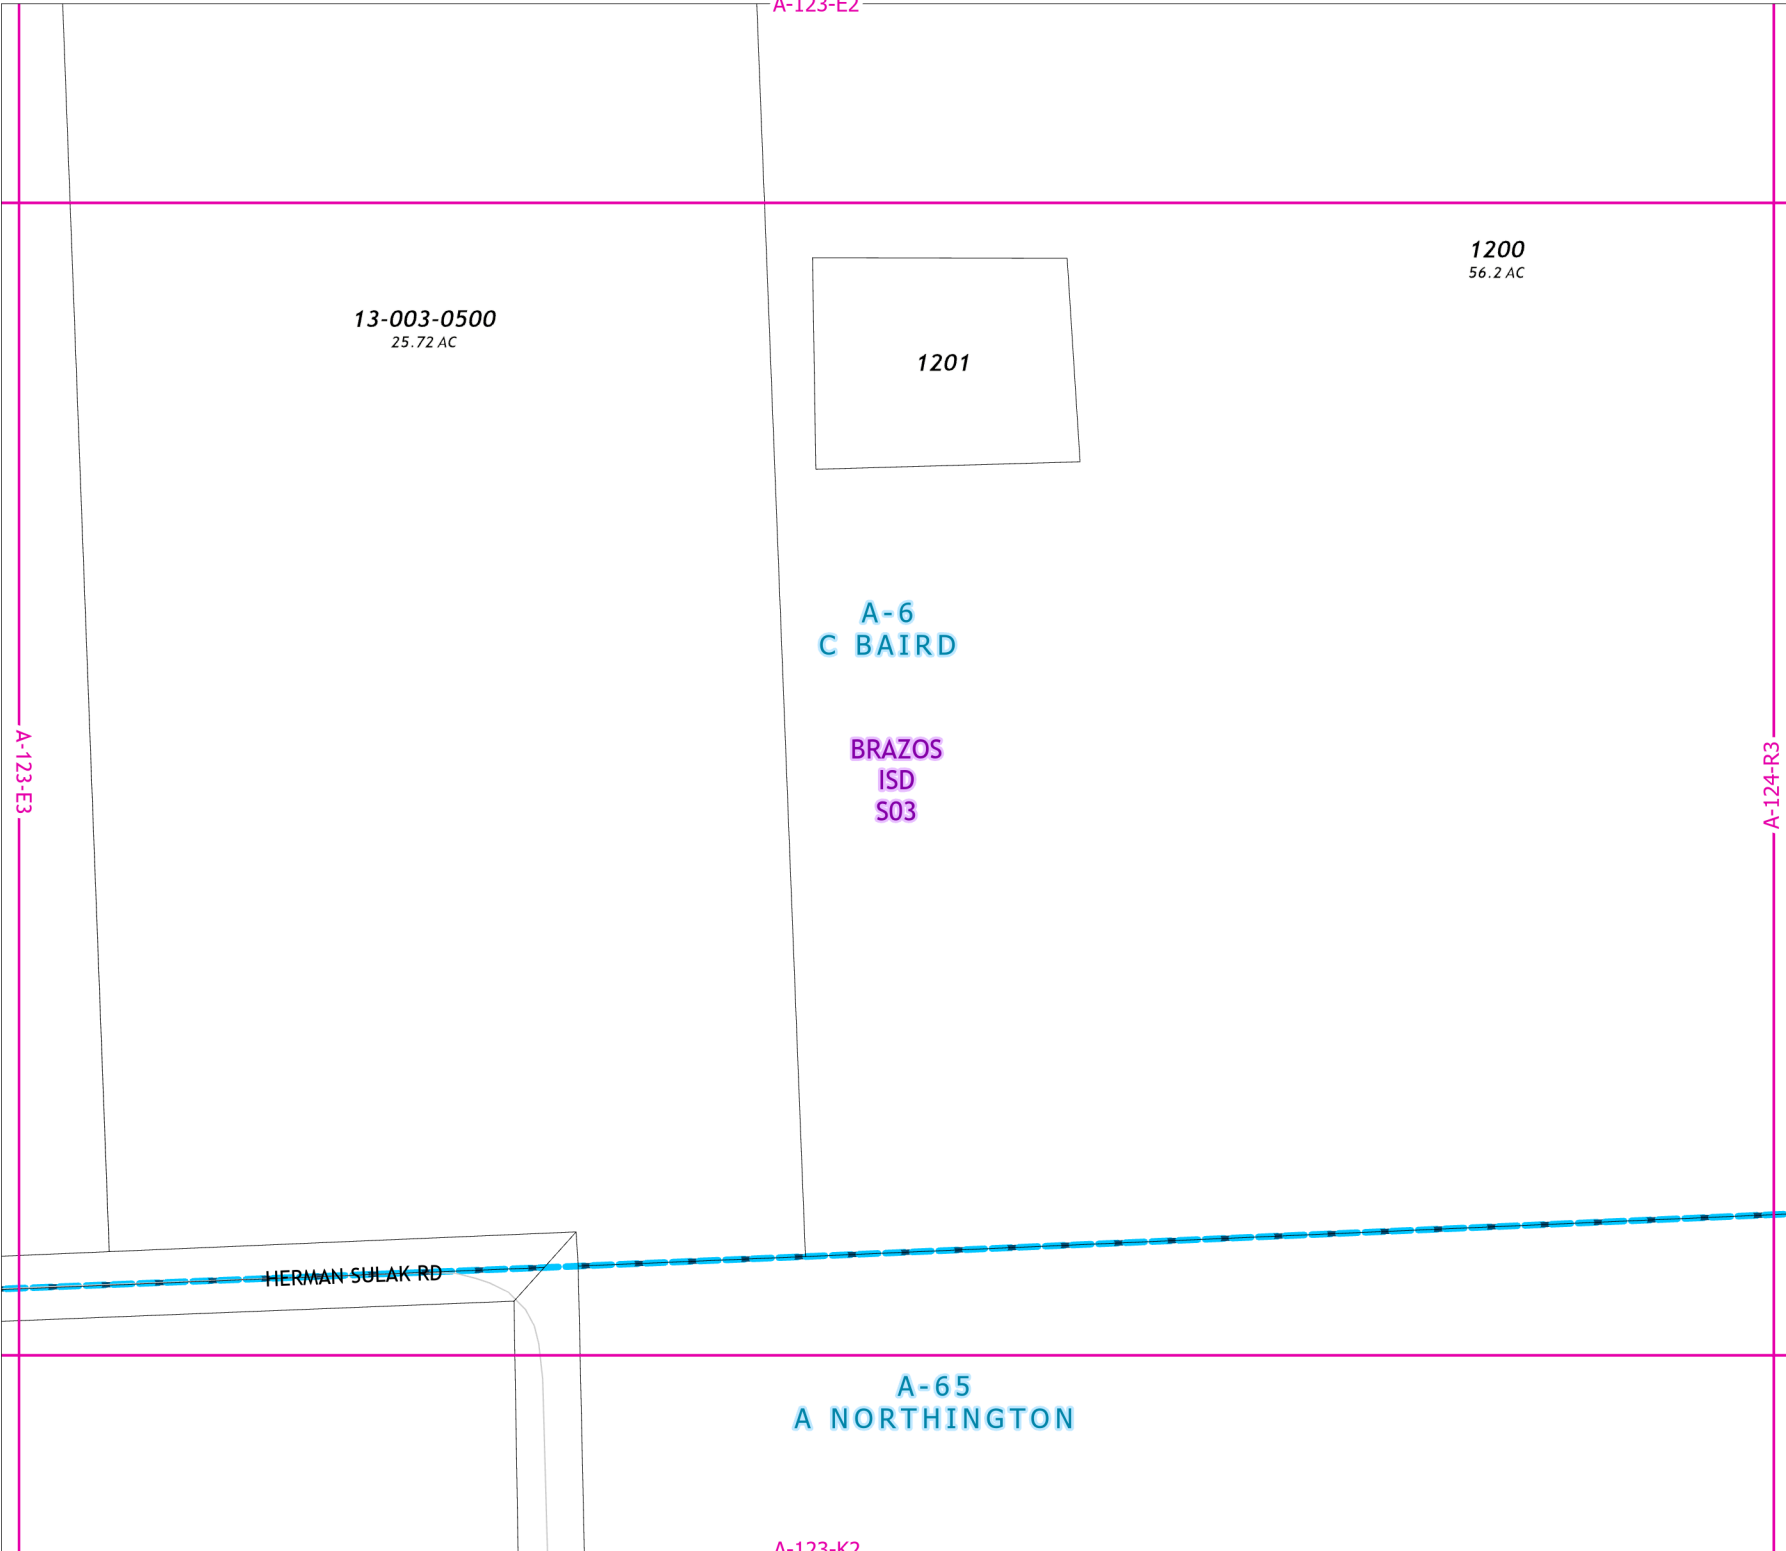 A-123-E2
1200
56.2 AC
13-003-0500
25.72 AC
1201
A-6
C BAIRD
BRAZOS
ISD
S03
A-123-E3
A-124-R3
HERMAN SULAK RD
A-65
A NORTHINGTON
A-123-K2